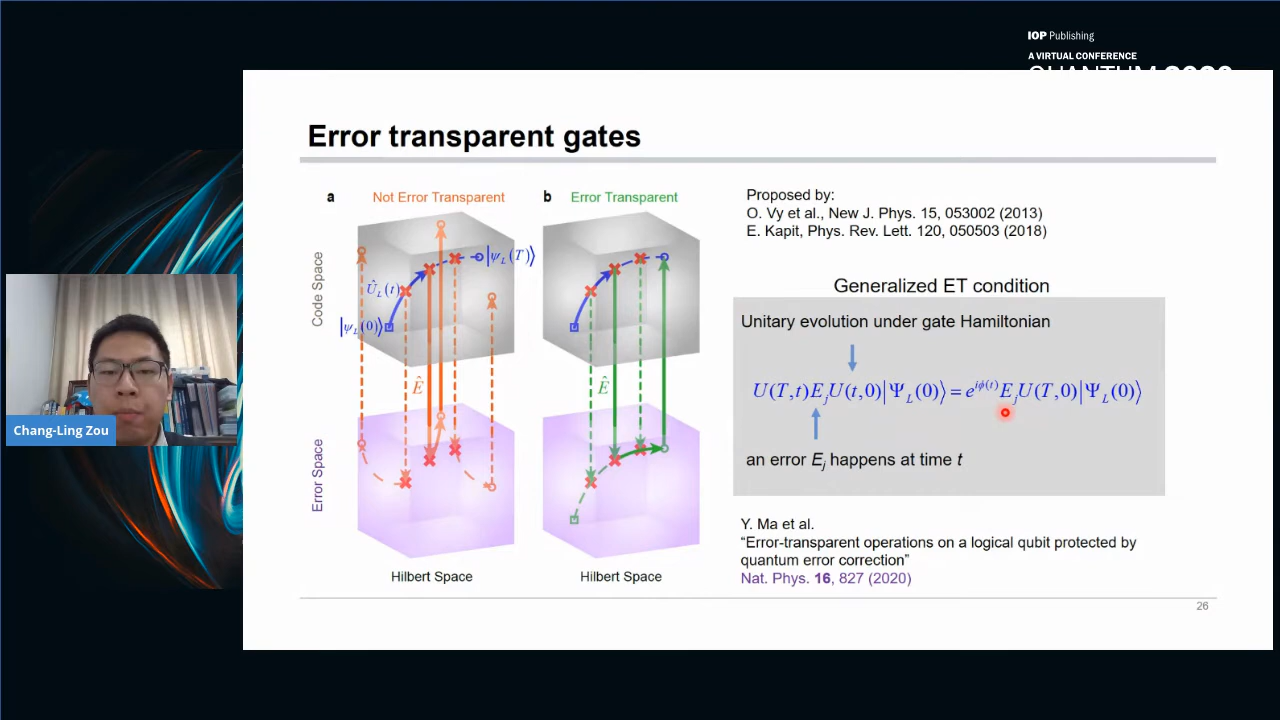 IOP Publishing
A VIRTUAL CONFERENCE
Error transparent gates
a Not Error Transparent
b Error Transparent
Code Space
Error Space
|ψ_L(T)⟩
Û_L(t)
|ψ_L(0)⟩
Ê
Ê
Hilbert Space
Hilbert Space
Proposed by:
O. Vy et al., New J. Phys. 15, 053002 (2013)
E. Kapit, Phys. Rev. Lett. 120, 050503 (2018)
Generalized ET condition
Unitary evolution under gate Hamiltonian
U(T,t)E_jU(t,0)|Ψ_L(0)⟩ = e^{iϕ(t)}E_jU(T,0)|Ψ_L(0)⟩
an error E_j happens at time t
Y. Ma et al.
“Error-transparent operations on a logical qubit protected by
quantum error correction”
Nat. Phys. 16, 827 (2020)
26
Chang-Ling Zou